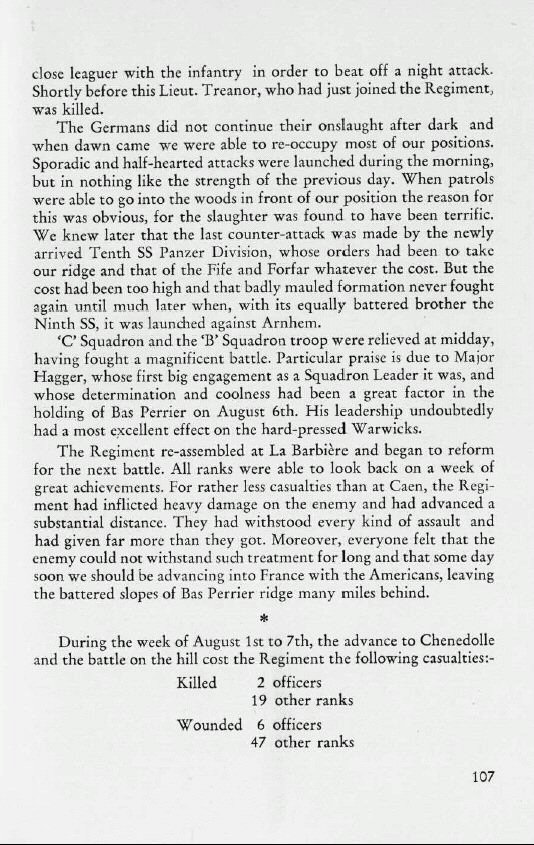 close leaguer with the infantry in order to beat off a night attack.
Shortly before this Lieut. Treanor, who had just joined the Regiment,
was killed.
The Germans did not continue their onslaught after dark and
when dawn came we were able to re-occupy most of our positions.
Sporadic and half-hearted attacks were launched during the morning,
but in nothing like the strength of the previous day. When patrols
were able to go into the woods in front of our position the reason for
this was obvious, for the slaughter was found to have been terrific.
We knew later that the last counter-attack was made by the newly
arrived Tenth SS Panzer Division, whose orders had been to take
our ridge and that of the Fife and Forfar whatever the cost. But the
cost had been too high and that badly mauled formation never fought
again until much later when, with its equally battered brother the
Ninth SS, it was launched against Arnhem.
'C' Squadron and the 'B' Squadron troop were relieved at midday,
having fought a magnificent battle. Particular praise is due to Major
Hagger, whose first big engagement as a Squadron Leader it was, and
whose determination and coolness had been a great factor in the
holding of Bas Perrier on August 6th. His leadership undoubtedly
had a most excellent effect on the hard-pressed Warwicks.
The Regiment re-assembled at La Barbière and began to reform
for the next battle. All ranks were able to look back on a week of
great achievements. For rather less casualties than at Caen, the Regi-
ment had inflicted heavy damage on the enemy and had advanced a
substantial distance. They had withstood every kind of assault and
had given far more than they got. Moreover, everyone felt that the
enemy could not withstand such treatment for long and that some day
soon we should be advancing into France with the Americans, leaving
the battered slopes of Bas Perrier ridge many miles behind.
*
During the week of August 1st to 7th, the advance to Chenedolle
and the battle on the hill cost the Regiment the following casualties:-
Killed 2 officers
19 other ranks
Wounded 6 officers
47 other ranks
107